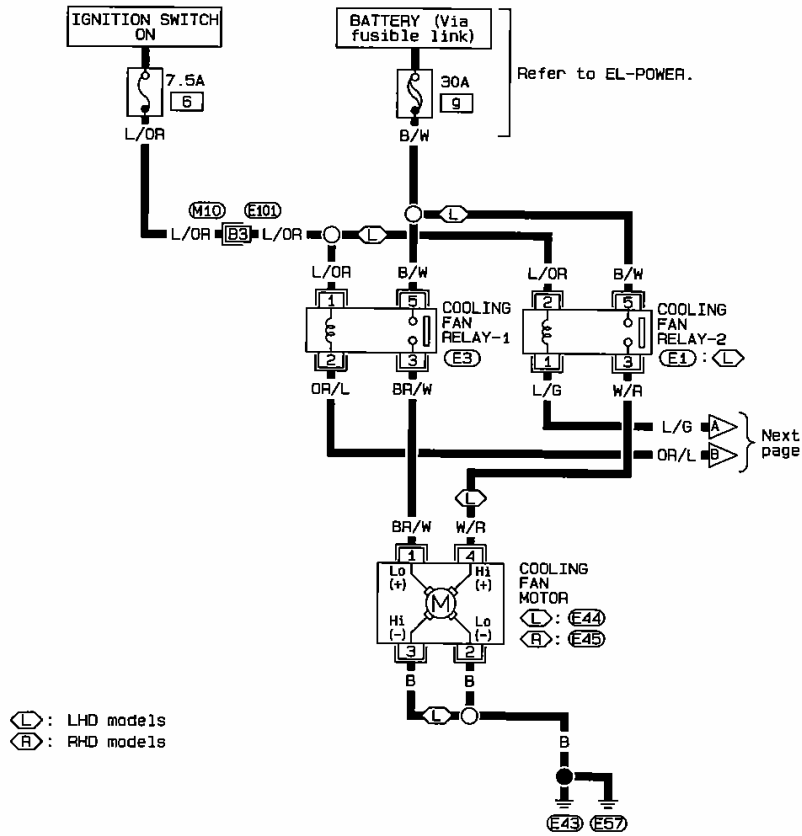 IGNITION SWITCH
ON
BATTERY (Via
fusible link)
Refer to EL-POWER.
7.5A
6
30A
9
L/OR
B/W
M10
E101
L
L/OR
B3
L/OR
L
L/OR
B/W
L/OR
B/W
1
5
2
5
COOLING
FAN
RELAY-1
E3
COOLING
FAN
RELAY-2
E1 : L
2
3
1
3
OR/L
BR/W
L/G
W/R
L/G
A
OR/L
B
Next
page
L
BR/W
W/R
1
4
Lo
(+)
Hi
(+)
M
Hi
(-)
Lo
(-)
3
2
COOLING
FAN
MOTOR
L : E44
R : E45
B
B
L
B
L : LHD models
R : RHD models
E43
E57